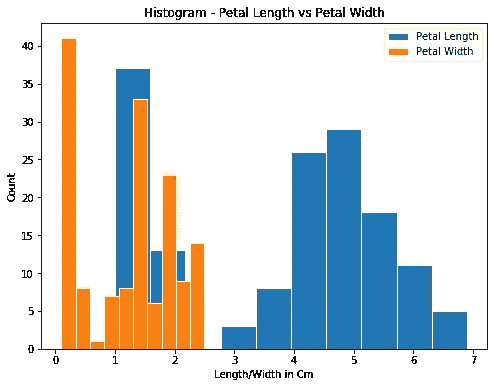 Histogram - Petal Length vs Petal Width
Petal Length
Petal Width
Count
40
35
30
25
20
15
10
5
0
0 1 2 3 4 5 6 7
Length/Width in Cm